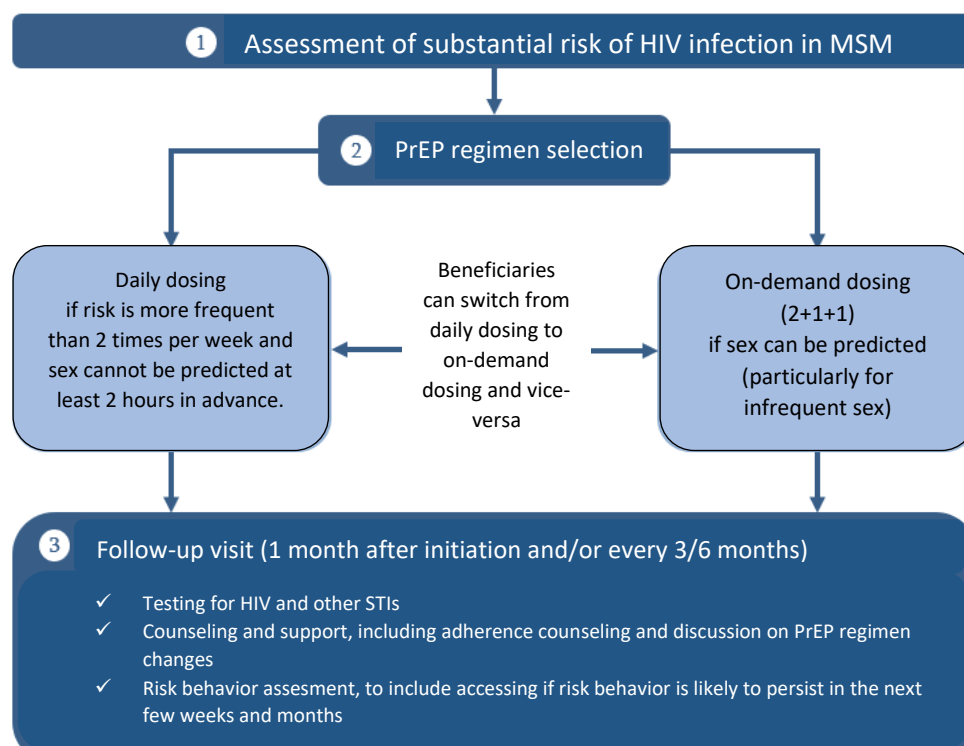 1 Assessment of substantial risk of HIV infection in MSM
2 PrEP regimen selection
Daily dosing
if risk is more frequent
than 2 times per week and
sex cannot be predicted at
least 2 hours in advance.
Beneficiaries
can switch from
daily dosing to
on-demand
dosing and vice-
versa
On-demand dosing
(2+1+1)
if sex can be predicted
(particularly for
infrequent sex)
3 Follow-up visit (1 month after initiation and/or every 3/6 months)
✓ Testing for HIV and other STIs
✓ Counseling and support, including adherence counseling and discussion on PrEP regimen
changes
✓ Risk behavior assesment, to include accessing if risk behavior is likely to persist in the next
few weeks and months